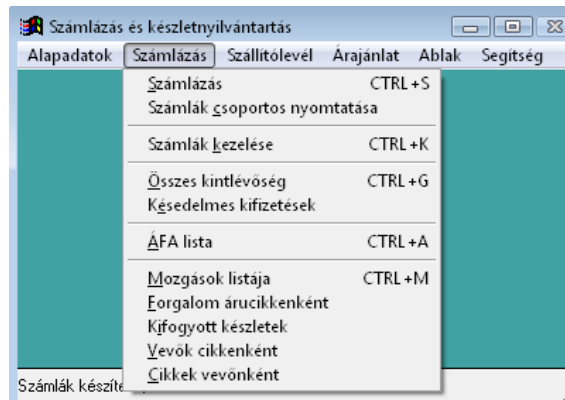 Számlázás és készletnyilvántartás
Alapadatok Számlázás Szállítólevél Árajánlat Ablak Segítség
Számlázás CTRL+S
Számlák csoportos nyomtatása
Számlák kezelése CTRL+K
Összes kintlévőség CTRL+G
Késedelmes kifizetések
ÁFA lista CTRL+A
Mozgások listája CTRL+M
Forgalom árucikkenként
Kifogyott készletek
Vevők cikkenként
Cikkek vevőnként
Számlák